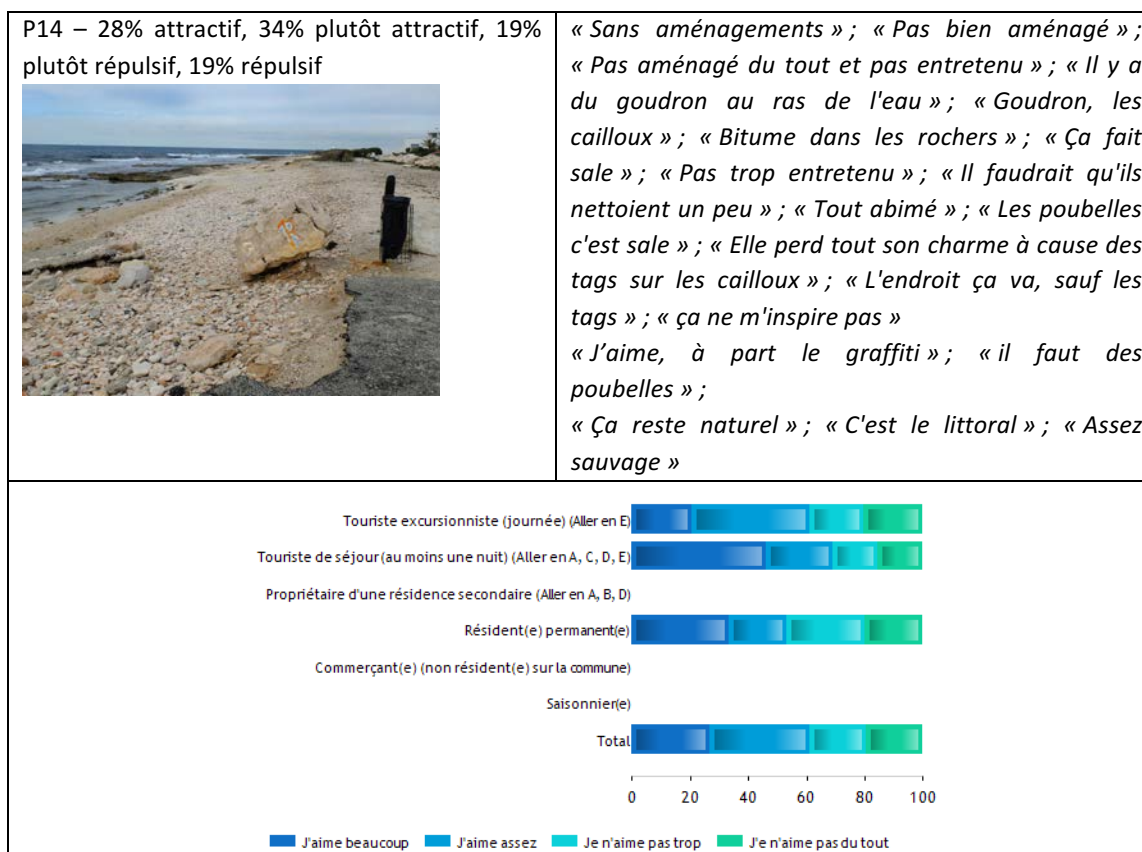 P14 – 28% attractif, 34% plutôt attractif, 19%
plutôt répulsif, 19% répulsif
« Sans aménagements » ; « Pas bien aménagé » ;
« Pas aménagé du tout et pas entretenu » ; « Il y a
du goudron au ras de l'eau » ; « Goudron, les
cailloux » ; « Bitume dans les rochers » ; « Ça fait
sale » ; « Pas trop entretenu » ; « Il faudrait qu'ils
nettoient un peu » ; « Tout abimé » ; « Les poubelles
c'est sale » ; « Elle perd tout son charme à cause des
tags sur les cailloux » ; « L'endroit ça va, sauf les
tags » ; « ça ne m'inspire pas »
« J’aime, à part le graffiti » ; « il faut des
poubelles » ;
« Ça reste naturel » ; « C'est le littoral » ; « Assez
sauvage »
Touriste excursionniste (journée) (Aller en E)
Touriste de séjour (au moins une nuit) (Aller en A, C, D, E)
Propriétaire d'une résidence secondaire (Aller en A, B, D)
Résident(e) permanent(e)
Commerçant(e) (non résident(e) sur la commune)
Saisonnier(e)
Total
0 20 40 60 80 100
J'aime beaucoup J'aime assez Je n'aime pas trop J'e n'aime pas du tout